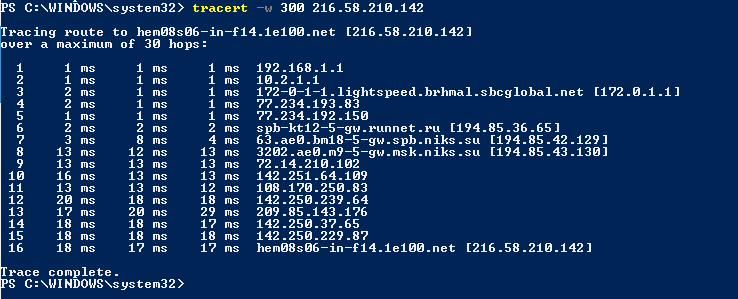 PS C:\WINDOWS\system32> tracert -w 300 216.58.210.142
Tracing route to hem08s06-in-f14.1e100.net [216.58.210.142]
over a maximum of 30 hops:
1 1 ms 1 ms 1 ms 192.168.1.1
2 1 ms 1 ms 1 ms 10.2.1.1
3 2 ms 1 ms 1 ms 172-0-1-1.lightspeed.brhmal.sbcglobal.net [172.0.1.1]
4 2 ms 1 ms 1 ms 77.234.193.83
5 1 ms 1 ms 1 ms 77.234.192.150
6 2 ms 2 ms 2 ms spb-kt12-5-gw.runnet.ru [194.85.36.65]
7 3 ms 8 ms 4 ms 63.ae0.bm18-5-gw.spb.niks.su [194.85.42.129]
8 13 ms 12 ms 13 ms 3202.ae0.m9-5-gw.msk.niks.su [194.85.43.130]
9 13 ms 13 ms 13 ms 72.14.210.102
10 16 ms 13 ms 13 ms 142.251.64.109
11 13 ms 13 ms 12 ms 108.170.250.83
12 20 ms 18 ms 18 ms 142.250.239.64
13 17 ms 20 ms 29 ms 209.85.143.176
14 18 ms 18 ms 17 ms 142.250.37.65
15 18 ms 18 ms 18 ms 142.250.229.87
16 18 ms 17 ms 17 ms hem08s06-in-f14.1e100.net [216.58.210.142]
Trace complete.
PS C:\WINDOWS\system32>